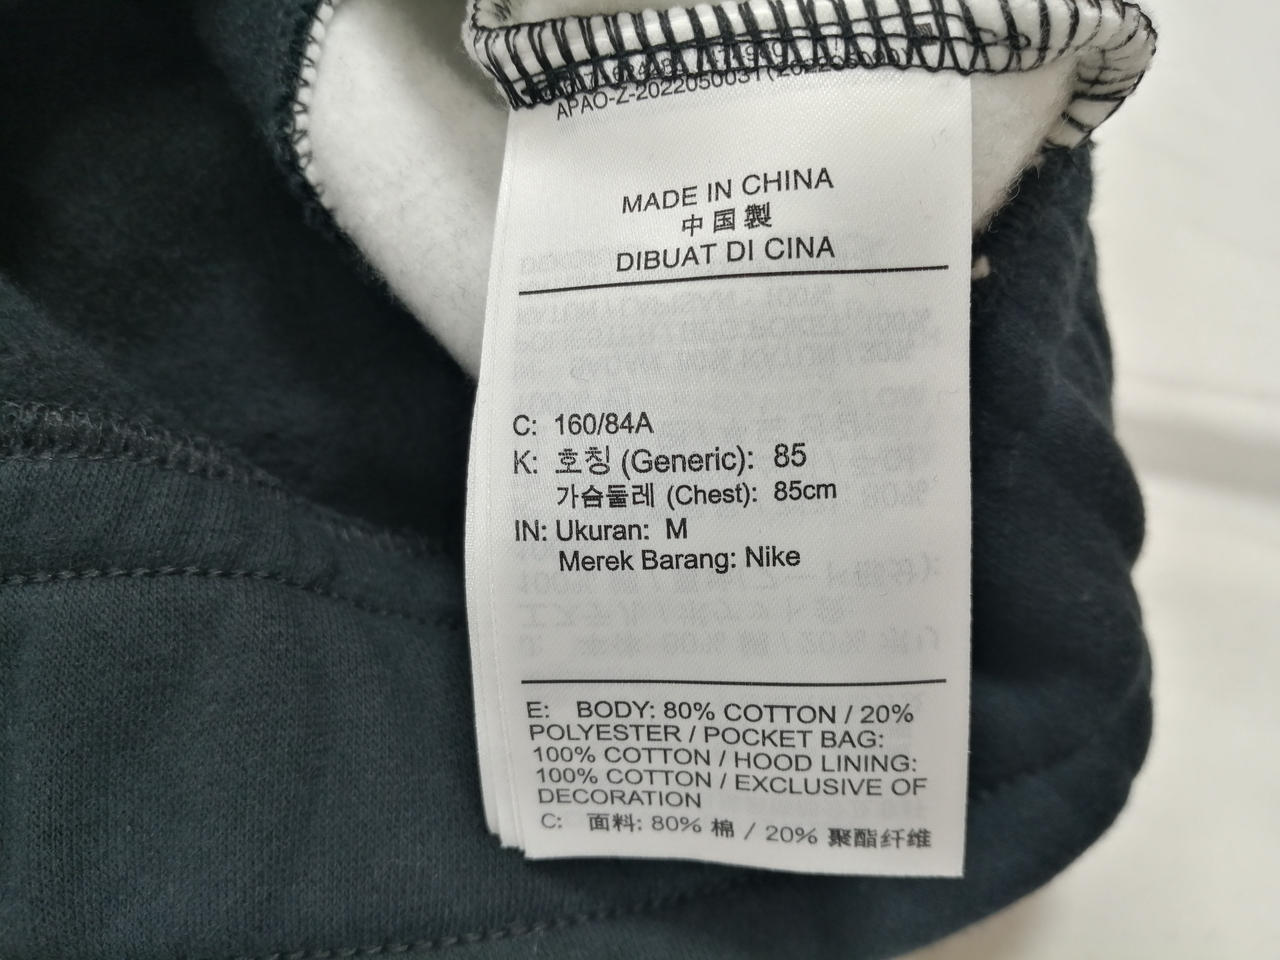 APAO-Z-2022050031(20220500)
MADE IN CHINA
中国製
DIBUAT DI CINA
C: 160/84A
K: 호칭 (Generic): 85
가슴둘레 (Chest): 85cm
IN: Ukuran: M
Merek Barang: Nike
E: BODY: 80% COTTON / 20%
POLYESTER / POCKET BAG:
100% COTTON / HOOD LINING:
100% COTTON / EXCLUSIVE OF
DECORATION
C: 面料: 80% 棉 / 20% 聚酯纤维